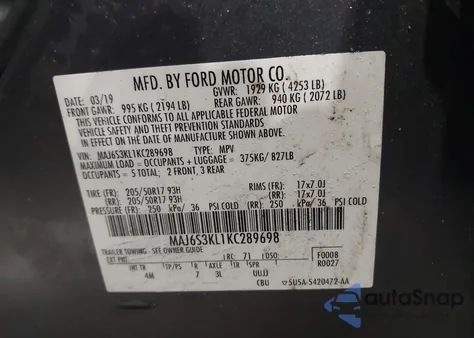 MFD. BY FORD MOTOR CO.
DATE: 03/19 GVWR: 1929 KG ( 4253 LB)
FRONT GAWR: 995 KG ( 2194 LB) REAR GAWR: 940 KG ( 2072 LB)
THIS VEHICLE CONFORMS TO ALL APPLICABLE FEDERAL MOTOR
VEHICLE SAFETY STANDARDS
IN EFFECT ON THE DATE OF MANUFACTURE SHOWN ABOVE.
VIN: MAJ6S3KL1KC289698 TYPE: MPV
MAXIMUM LOAD = OCCUPANTS + LUGGAGE = 375KG/ 827LB
OCCUPANTS = 5 TOTAL; 2 FRONT, 3 REAR
TIRE (FR): 205/50R17 93H RIMS (FR): 17x7.0J
(RR): 205/50R17 93H (RR): 17x7.0J
PRESSURE (FR): 250 kPa/ 36 PSI COLD (RR): 250 kPa/ 36 PSI COLD
MAJ6S3KL1KC289698
TRAILER TOWING - SEE OWNER GUIDE
EXT PNT: RC: 71 DSO: F0008
R0027
INT TR TP/PS R AXLE TR SPR
4M 7 3L UUJJ
CBU 5USA-5420472-AA
autoSnap